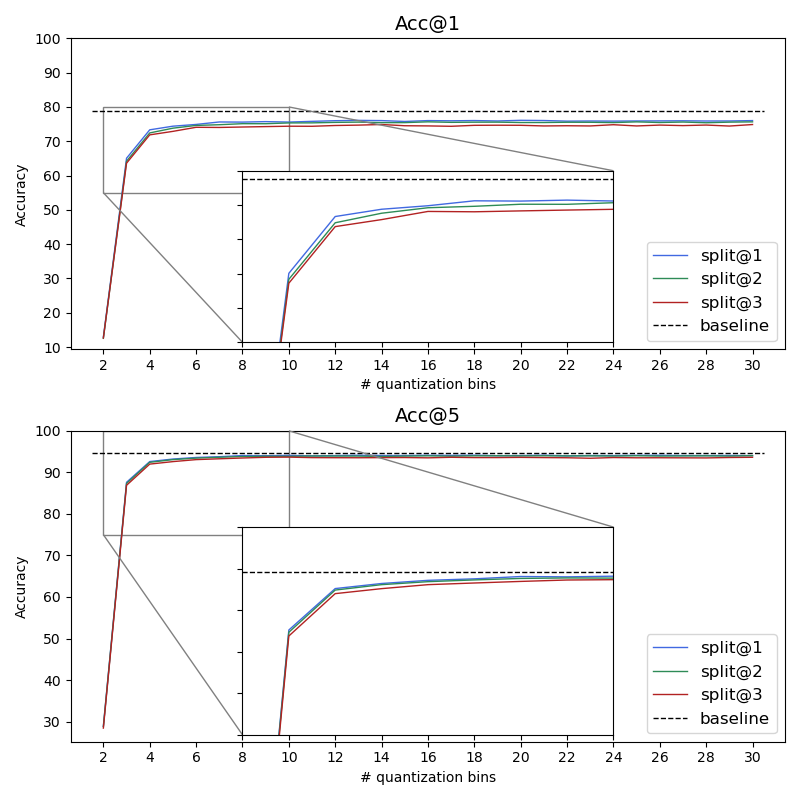 Acc@1
100
90
80
70
60
50
40
30
20
10
Accuracy
split@1
split@2
split@3
baseline
2 4 6 8 10 12 14 16 18 20 22 24 26 28 30
# quantization bins
Acc@5
100
90
80
70
60
50
40
30
Accuracy
split@1
split@2
split@3
baseline
2 4 6 8 10 12 14 16 18 20 22 24 26 28 30
# quantization bins